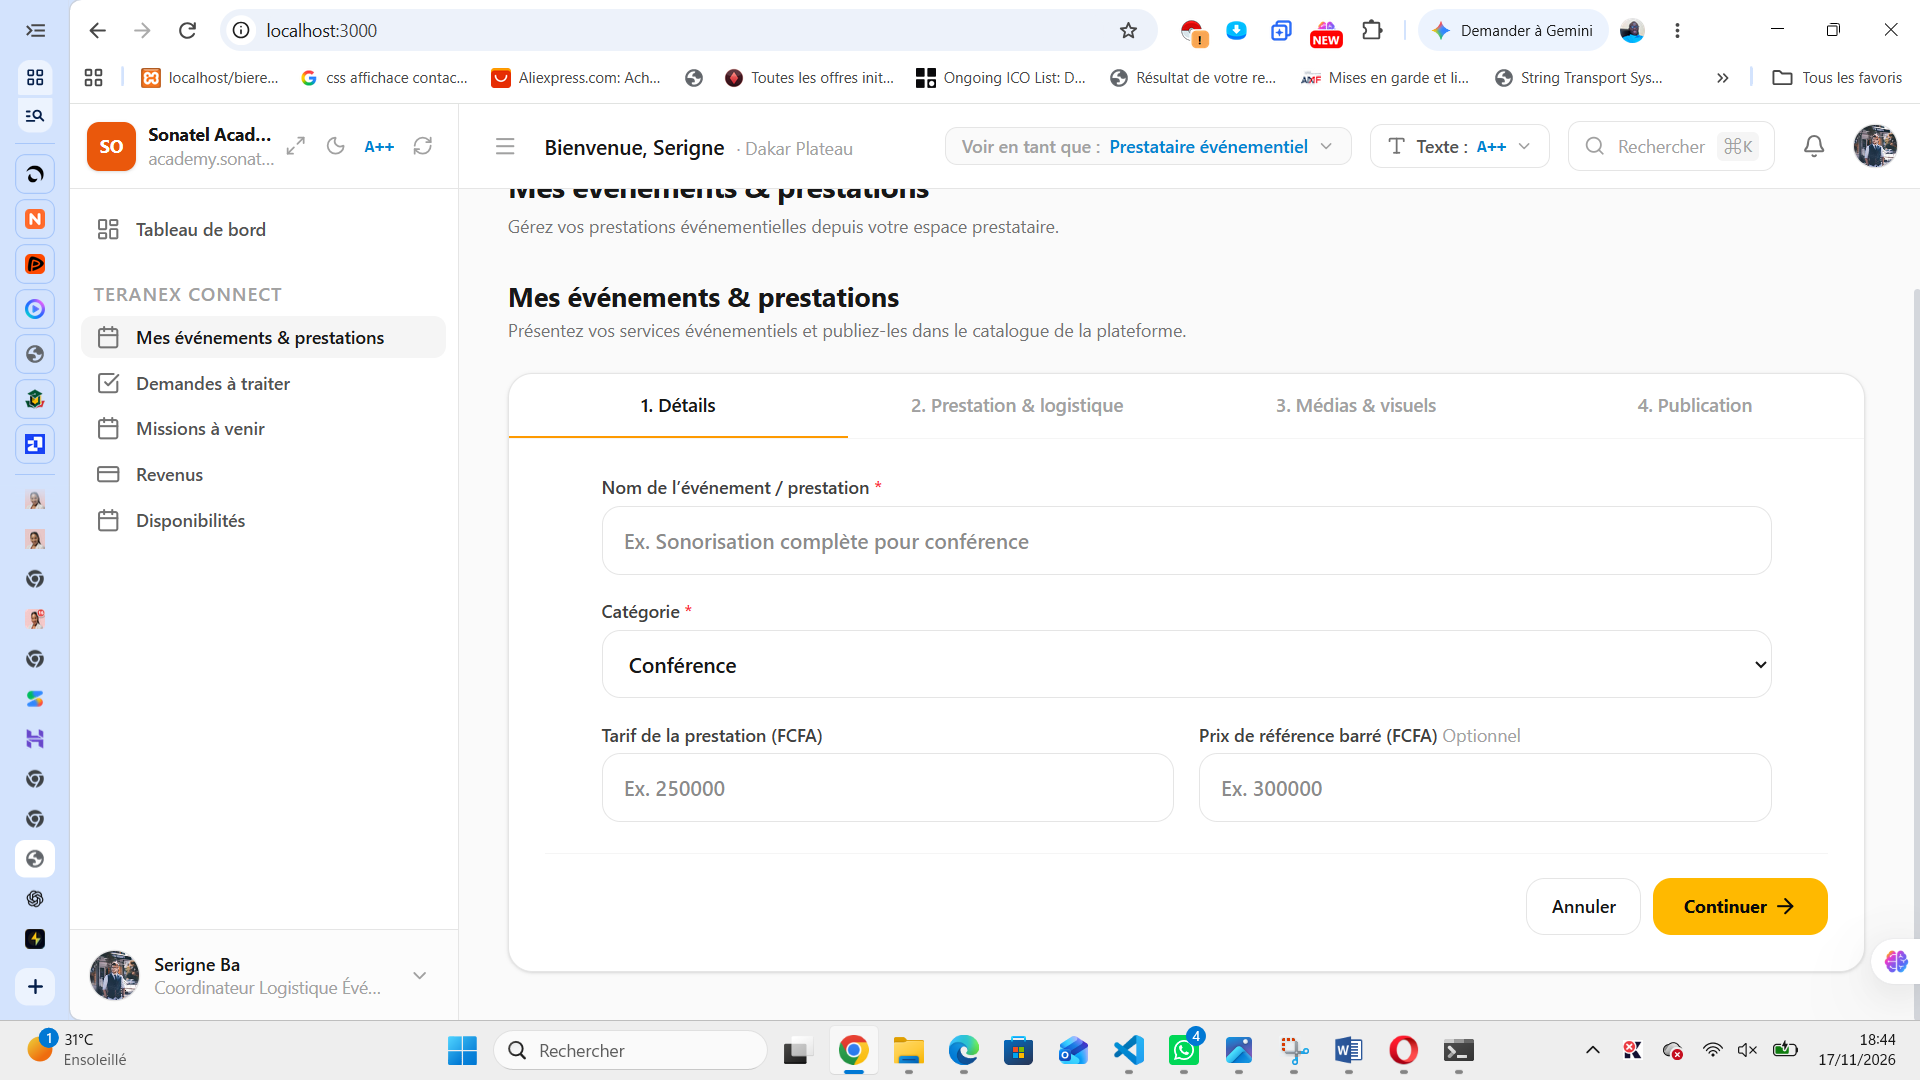 localhost:3000
Demander à Gemini
NEW
localhost/biere...
css affichace contac...
Aliexpress.com: Ach...
Toutes les offres init...
Ongoing ICO List: D...
Résultat de votre re...
Mises en garde et li...
String Transport Sys...
Tous les favoris
SO
Sonatel Acad...
academy.sonat...
A++
Bienvenue, Serigne · Dakar Plateau
Voir en tant que : Prestataire événementiel
Texte : A++
Rechercher ⌘K
Tableau de bord
TERANEX CONNECT
Mes événements & prestations
Demandes à traiter
Missions à venir
Revenus
Disponibilités
Serigne Ba
Coordinateur Logistique Évé...
Mes événements & prestations
Gérez vos prestations événementielles depuis votre espace prestataire.
Mes événements & prestations
Présentez vos services événementiels et publiez-les dans le catalogue de la plateforme.
1. Détails
2. Prestation & logistique
3. Médias & visuels
4. Publication
Nom de l’événement / prestation *
Ex. Sonorisation complète pour conférence
Catégorie *
Conférence
Tarif de la prestation (FCFA)
Ex. 250000
Prix de référence barré (FCFA) Optionnel
Ex. 300000
Annuler
Continuer →
1
31°C
Ensoleillé
Rechercher
4
18:44
17/11/2026